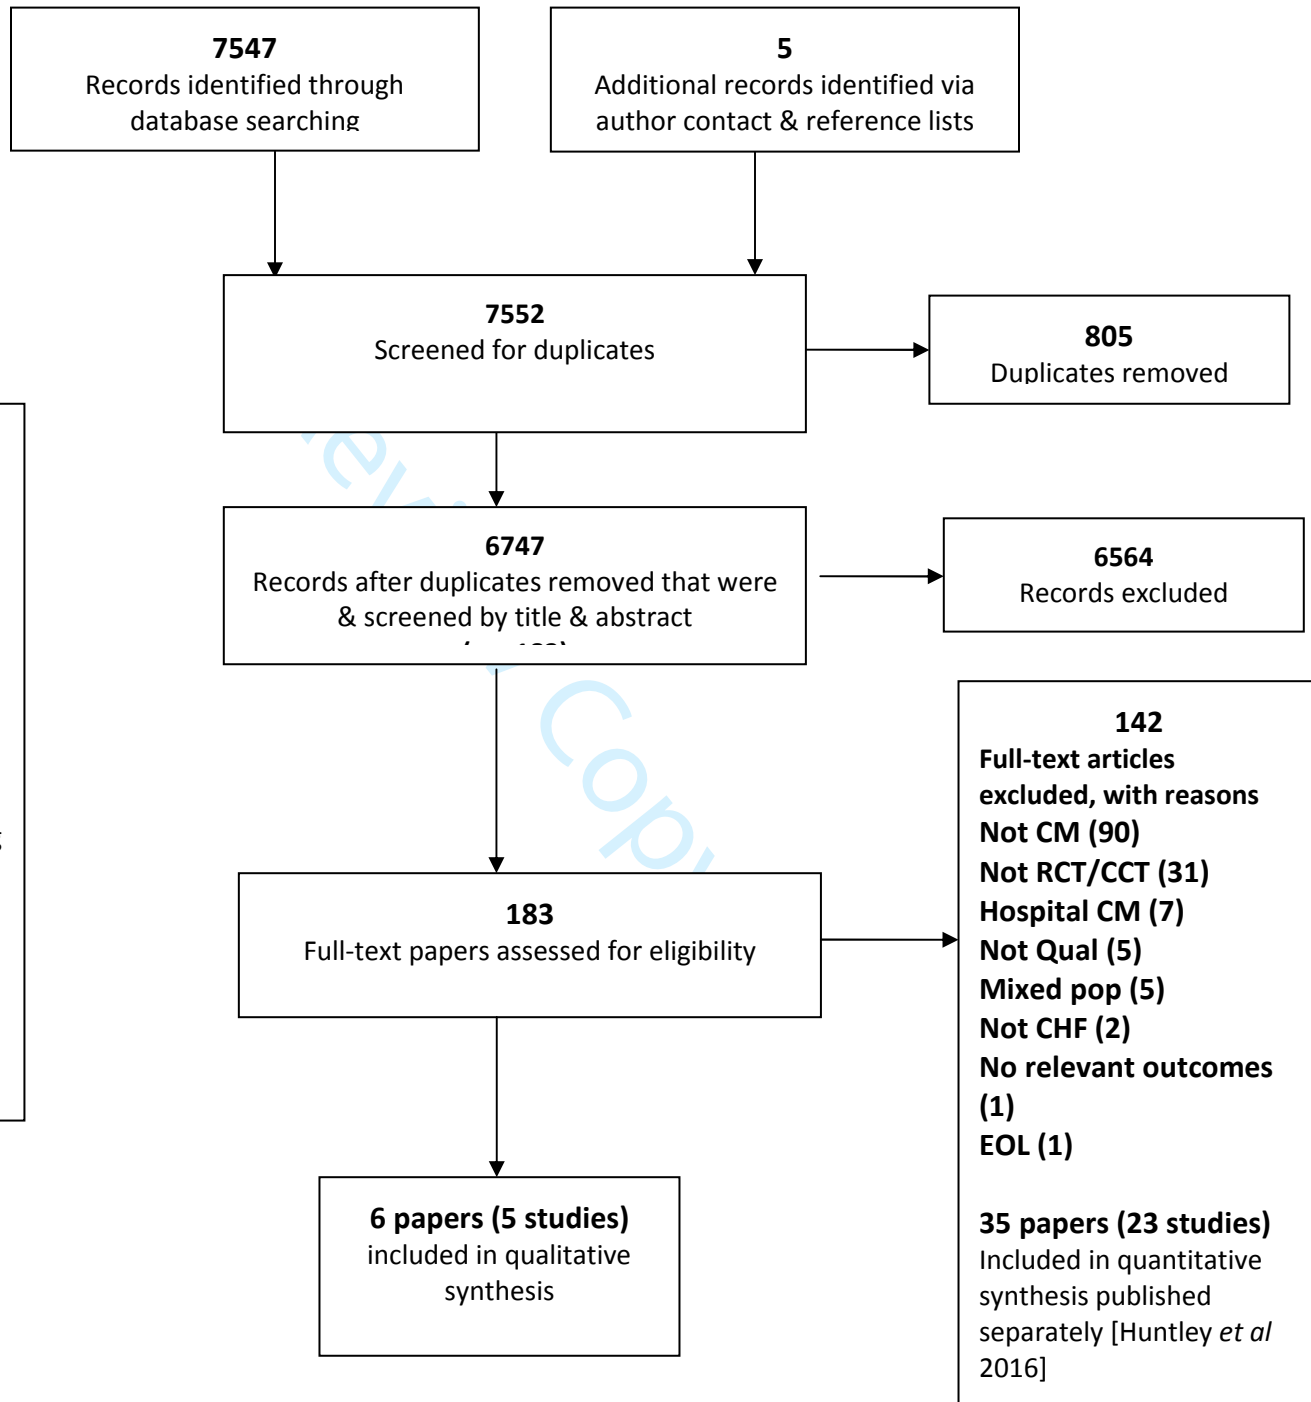 7547
Records identified through
database searching
5
Additional records identified via
author contact & reference lists
7552
Screened for duplicates
805
Duplicates removed
6747
Records after duplicates removed that were
& screened by title & abstract
6564
Records excluded
183
Full-text papers assessed for eligibility
142
Full-text articles
excluded, with reasons
Not CM (90)
Not RCT/CCT (31)
Hospital CM (7)
Not Qual (5)
Mixed pop (5)
Not CHF (2)
No relevant outcomes
(1)
EOL (1)
35 papers (23 studies)
Included in quantitative
synthesis published
separately [Huntley et al
2016]
6 papers (5 studies)
included in qualitative
synthesis